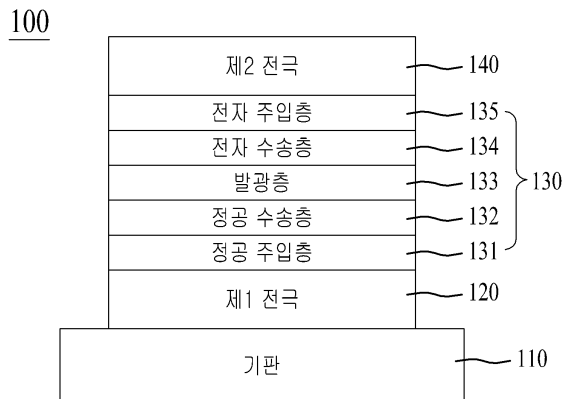 100
제2 전극 140
전자 주입층 135
전자 수송층 134
발광층 133
130
정공 수송층 132
정공 주입층 131
제1 전극 120
기판 110